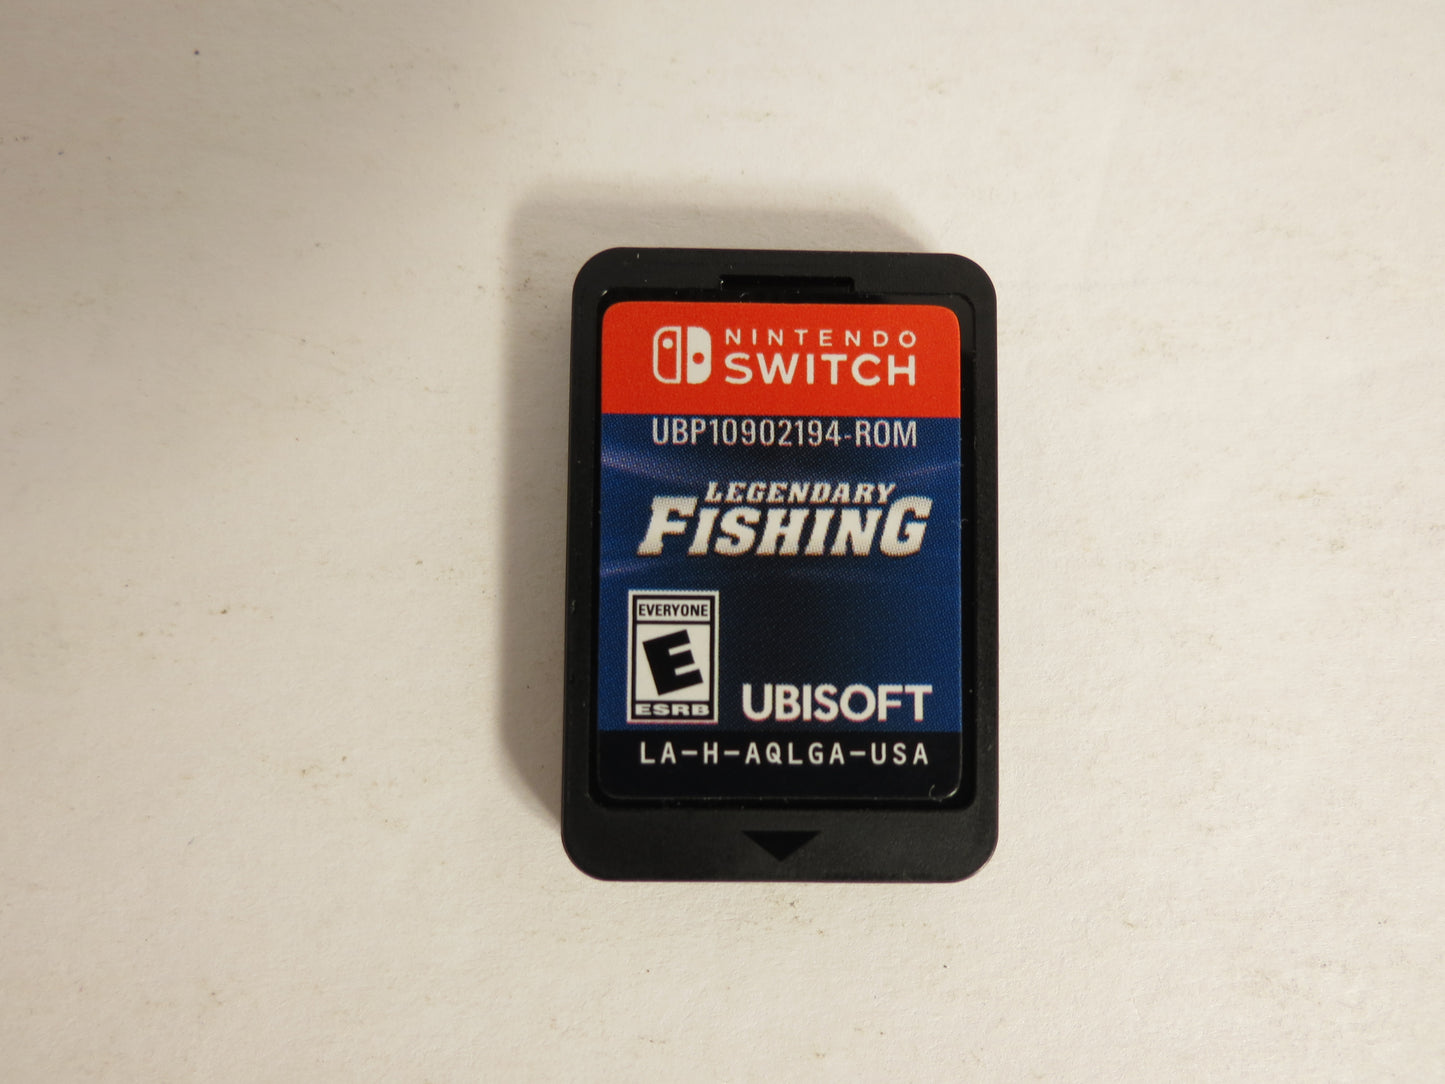 NINTENDO
SWITCH
UBP10902194-ROM
LEGENDARY
FISHING
EVERYONE
E
ESRB
UBISOFT
LA-H-AQLGA-USA